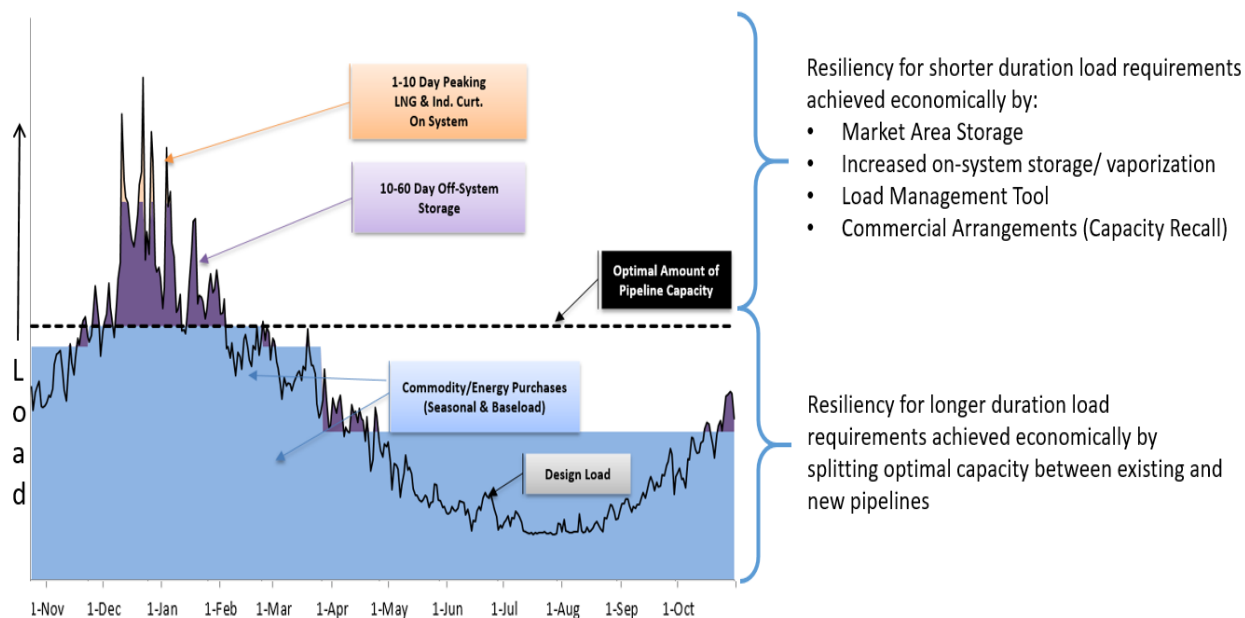 1-10 Day Peaking
LNG & Ind. Curt.
On System
10-60 Day Off-System
Storage
Optimal Amount of
Pipeline Capacity
Commodity/Energy Purchases
(Seasonal & Baseload)
Design Load
Load
1-Nov 1-Dec 1-Jan 1-Feb 1-Mar 1-Apr 1-May 1-Jun 1-Jul 1-Aug 1-Sep 1-Oct
Resiliency for shorter duration load requirements
achieved economically by:
• Market Area Storage
• Increased on-system storage/ vaporization
• Load Management Tool
• Commercial Arrangements (Capacity Recall)
Resiliency for longer duration load
requirements achieved economically by
splitting optimal capacity between existing and
new pipelines